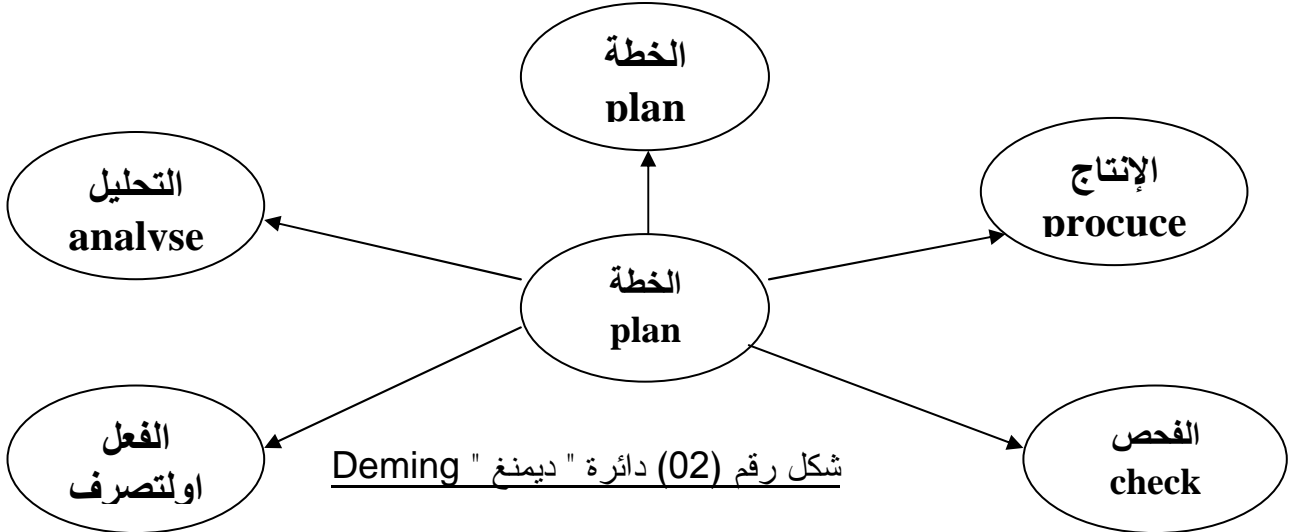 الخطة
plan
الإنتاج
procuce
التحليل
analyse
الخطة
plan
الفحص
check
الفعل
اولتصرف
شكل رقم (02) دائرة " ديمنغ " Deming